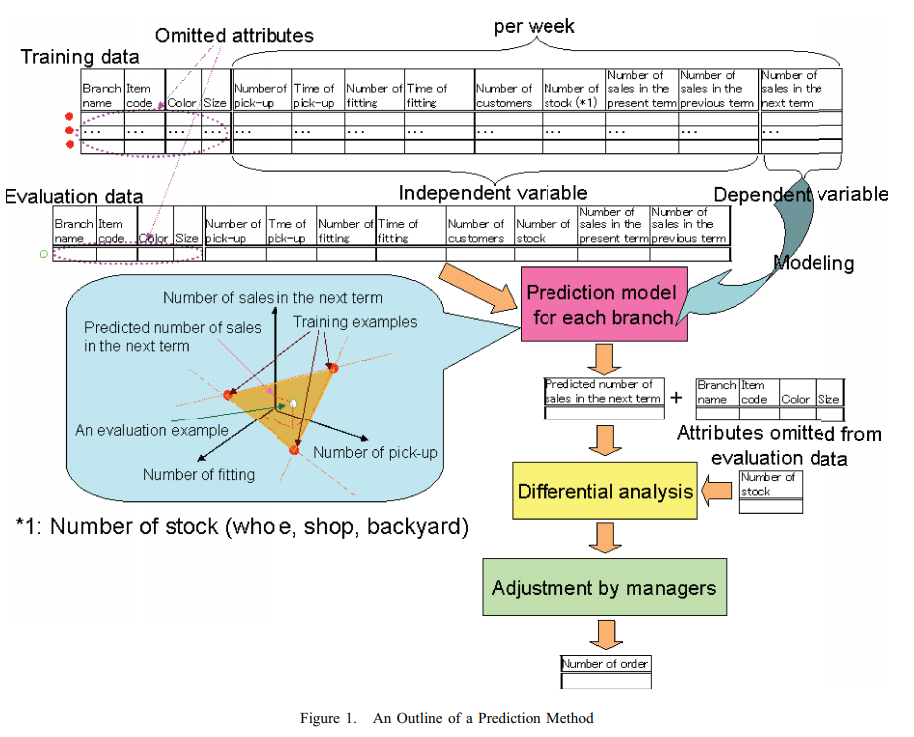 Omitted attributes
per week
Training data
Branch name
Item code
Color
Size
Number of pick-up
Time of pick-up
Number of fitting
Time of fitting
Number of customers
Number of stock (*1)
Number of sales in the present term
Number of sales in the previous term
Number of sales in the next term
... ... ... ... ... ... ... ... ... ... ... ... ...
Evaluation data
Independent variable
Dependent variable
Branch name
Item code
Color
Size
Number of pick-up
Tme of pck-up
Number of fitting
Time of fitting
Number of customers
Number of stock
Number of sales in the present term
Number of sales in the previous term
Modeling
Number of sales in the next term
Predicted number of sales
in the next term
Training examples
An evaluation example
Number of fitting
Number of pick-up
Prediction model
for each branch
Predicted number of
sales in the next term
+
Branch name
Item code
Color
Size
Attributes omitted from
evaluation data
Differential analysis
Number of
stock
*1: Number of stock (who e, shop, backyard)
Adjustment by managers
Number of order
Figure 1. An Outline of a Prediction Method